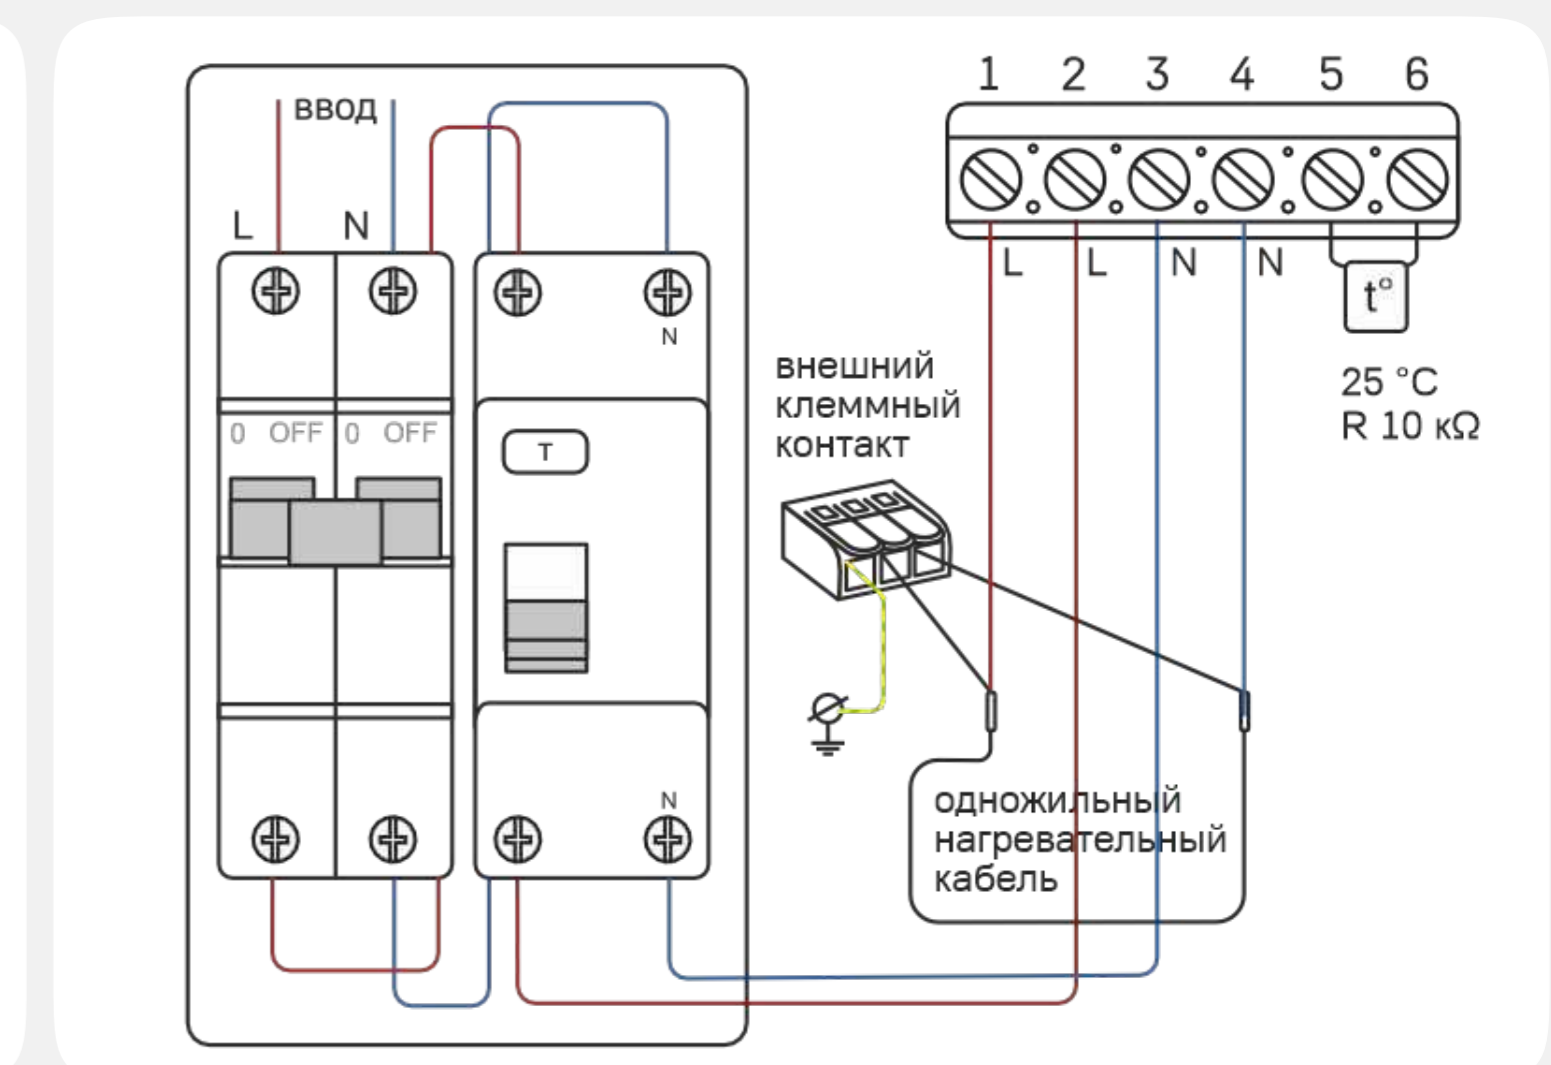 ВВОД
L N
N
0 OFF 0 OFF
T
N
1 2 3 4 5 6
L L N N
t°
25 °C
R 10 кΩ
внешний
клеммный
контакт
одножильный
нагревательный
кабель